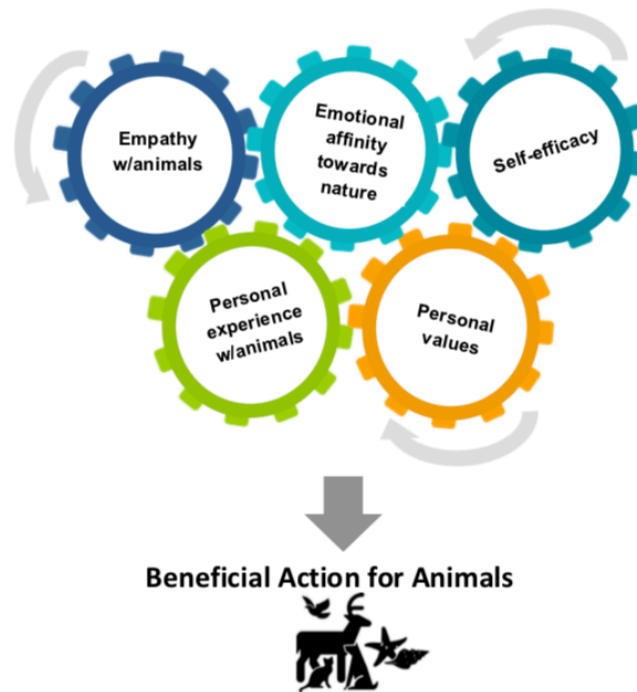 Empathy
w/animals
Emotional
affinity
towards
nature
Self-efficacy
Personal
experience
w/animals
Personal
values
Beneficial Action for Animals